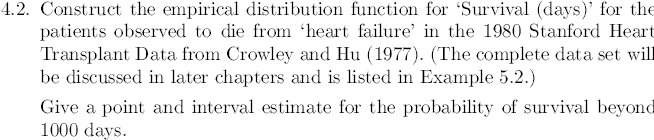 4.2. Construct the empirical distribution function for ‘Survival (days)’ for the
patients observed to die from ‘heart failure’ in the 1980 Stanford Heart
Transplant Data from Crowley and Hu (1977). (The complete data set will
be discussed in later chapters and is listed in Example 5.2.)
Give a point and interval estimate for the probability of survival beyond
1000 days.